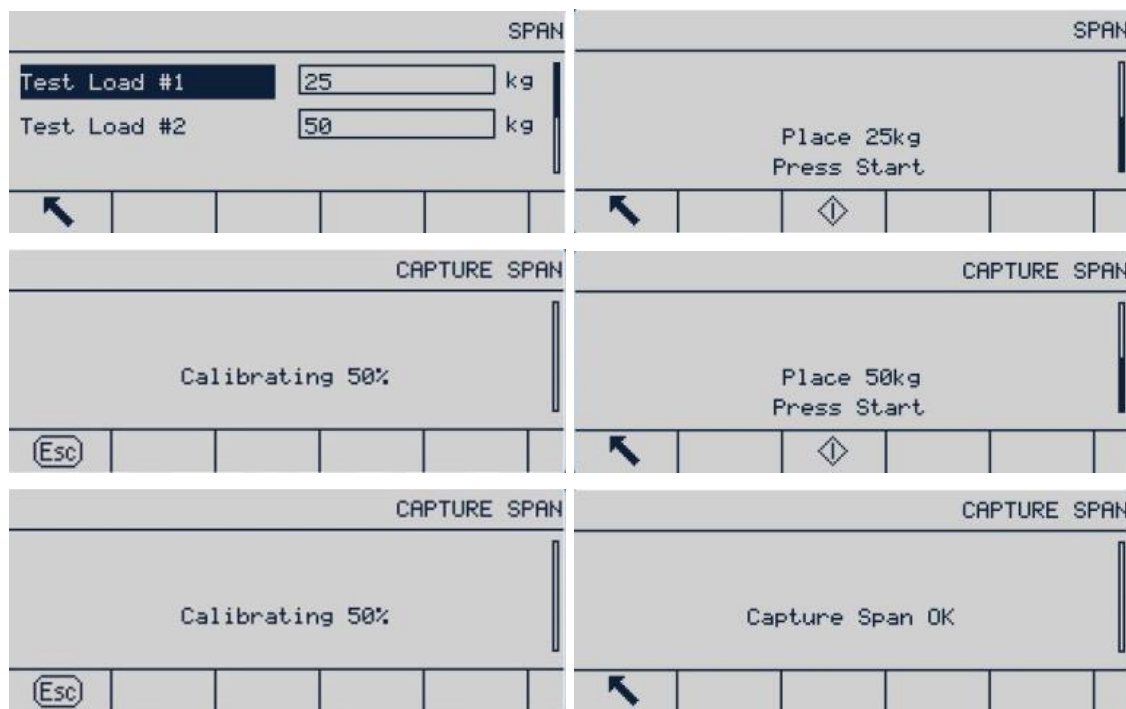 SPAN
Test Load #1 25 kg
Test Load #2 50 kg
SPAN
Place 25kg
Press Start
CAPTURE SPAN
Calibrating 50%
Esc
CAPTURE SPAN
Place 50kg
Press Start
CAPTURE SPAN
Calibrating 50%
Esc
CAPTURE SPAN
Capture Span OK